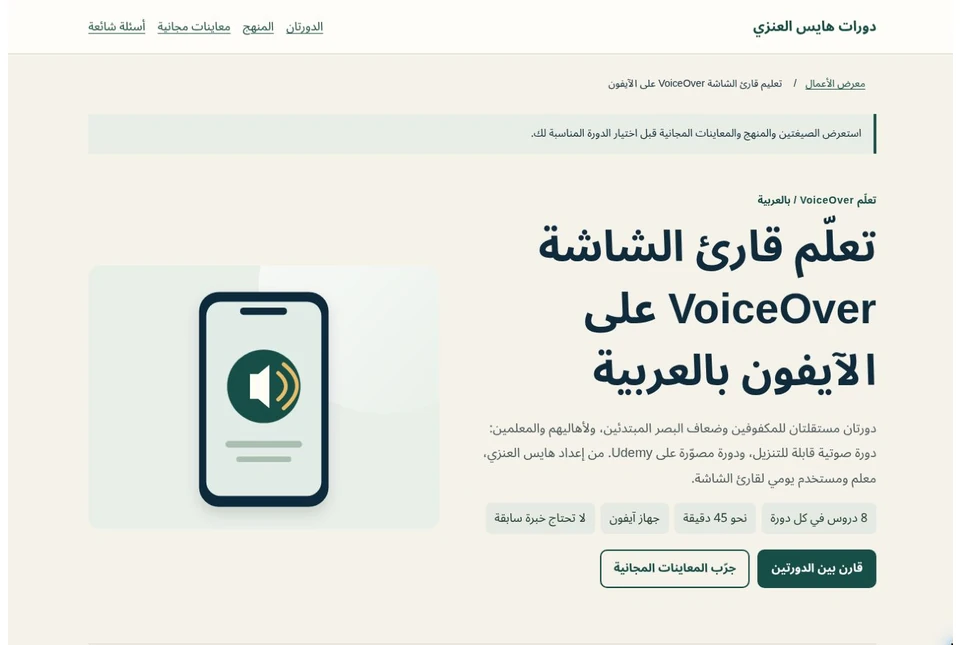 دورات هايس العنزي
الدورتان
المنهج
معاينات مجانية
أسئلة شائعة
معرض الأعمال / تعليم قارئ الشاشة VoiceOver على الآيفون
استعرض الصيغتين والمنهج والمعاينات المجانية قبل اختيار الدورة المناسبة لك.
تعلّم VoiceOver / بالعربية
تعلّم قارئ الشاشة
VoiceOver على
الآيفون بالعربية
دورتان مستقلتان للمكفوفين وضعاف البصر المبتدئين، ولأهاليهم والمعلمين:
دورة صوتية قابلة للتنزيل، ودورة مصوّرة على Udemy. من إعداد هايس العنزي،
معلم ومستخدم يومي لقارئ الشاشة.
8 دروس في كل دورة
نحو 45 دقيقة
جهاز آيفون
لا تحتاج خبرة سابقة
قارن بين الدورتين
جرّب المعاينات المجانية